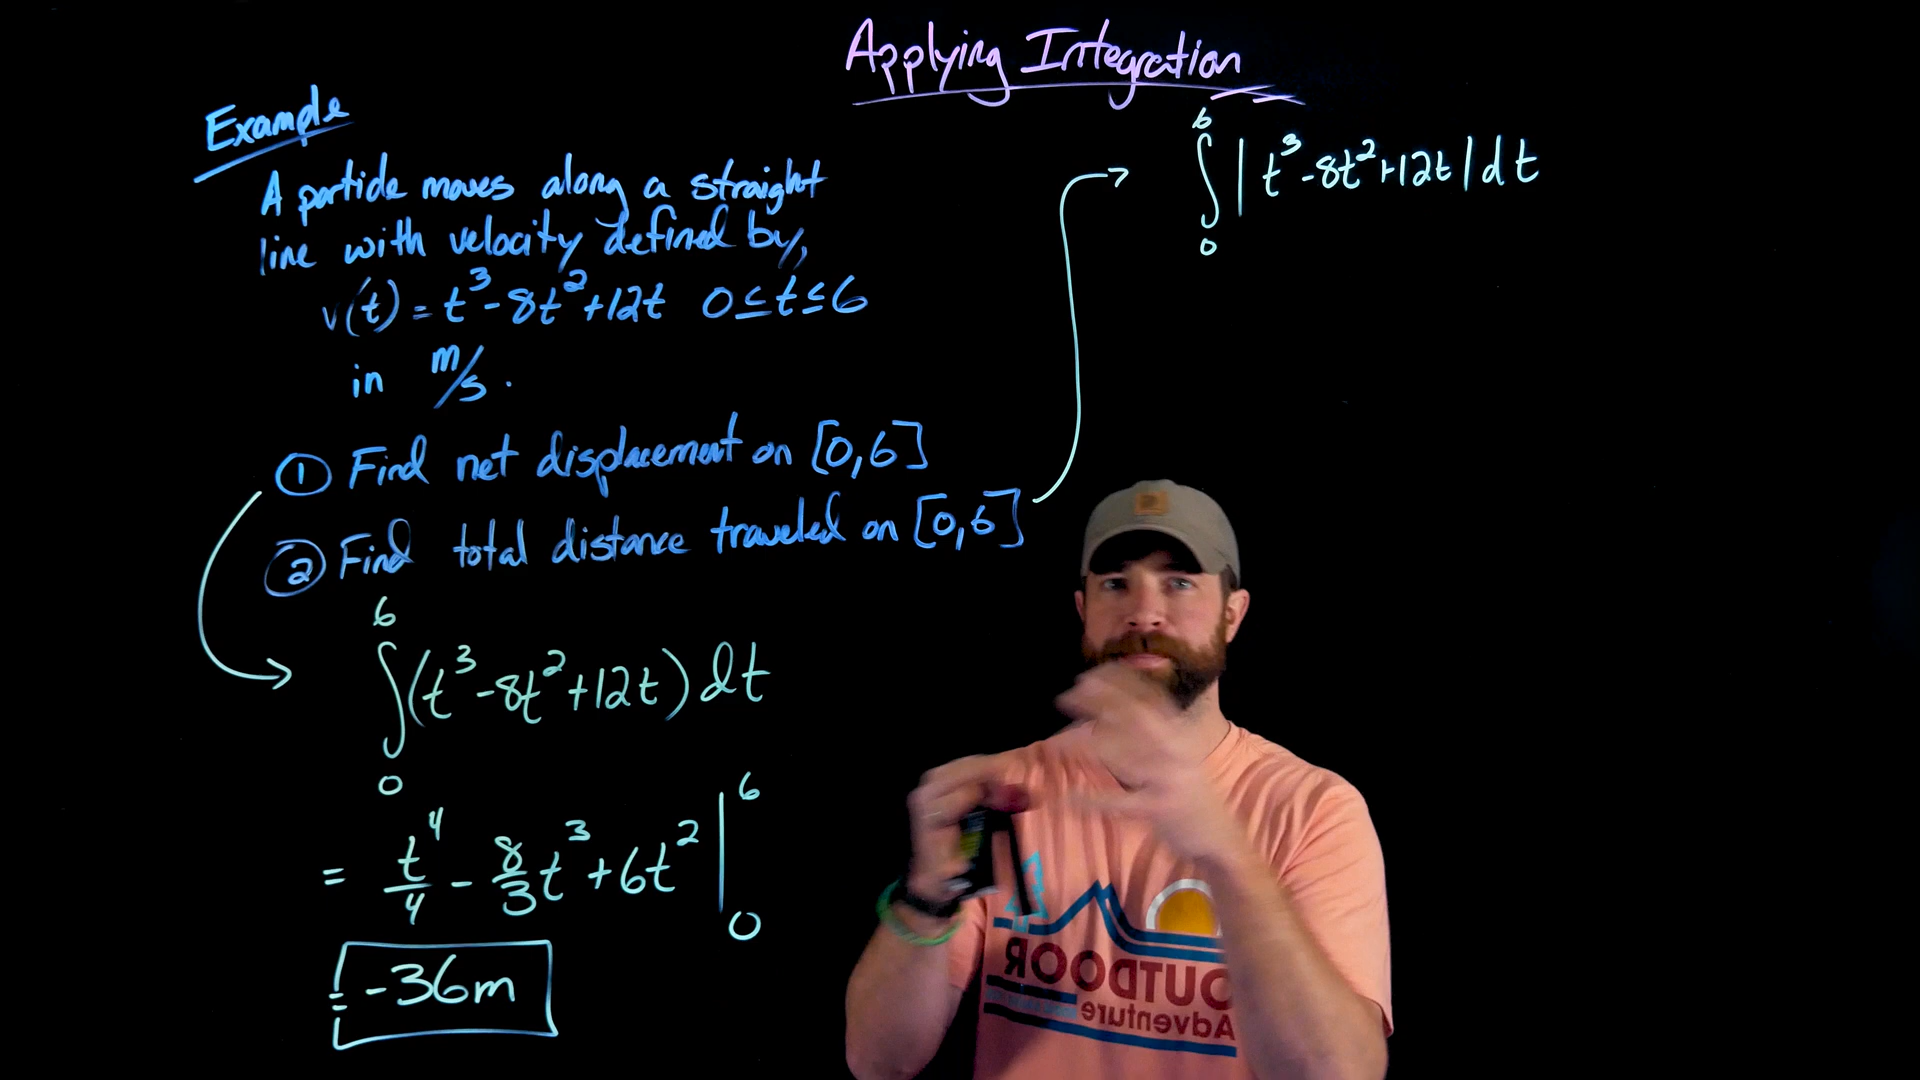 Applying Integration
Example
A particle moves along a straight
line with velocity defined by,
v(t) = t³ - 8t² + 12t 0 ≤ t ≤ 6
in m/s.
① Find net displacement on [0,6]
② Find total distance traveled on [0,6]
∫₀⁶ (t³ - 8t² + 12t) dt
= t⁴/4 - 8/3 t³ + 6t² |₀⁶
= -36m
∫₀⁶ | t³ - 8t² + 12t | dt
OUTDOOR
Adventure